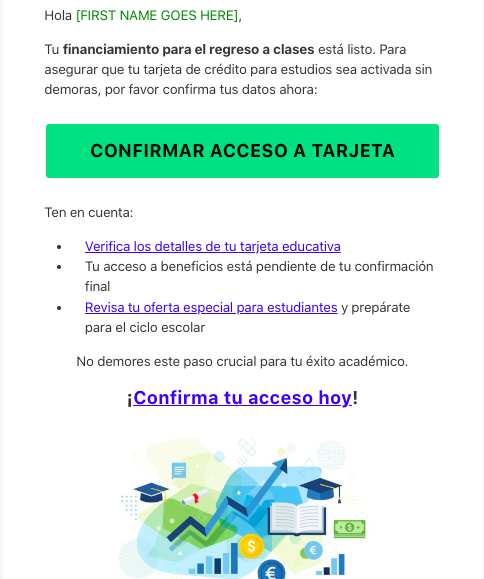 Hola [FIRST NAME GOES HERE],
Tu financiamiento para el regreso a clases está listo. Para
asegurar que tu tarjeta de crédito para estudios sea activada sin
demoras, por favor confirma tus datos ahora:
CONFIRMAR ACCESO A TARJETA
Ten en cuenta:
• Verifica los detalles de tu tarjeta educativa
• Tu acceso a beneficios está pendiente de tu confirmación
final
• Revisa tu oferta especial para estudiantes y prepárate
para el ciclo escolar
No demores este paso crucial para tu éxito académico.
¡Confirma tu acceso hoy!
$
€
$
€